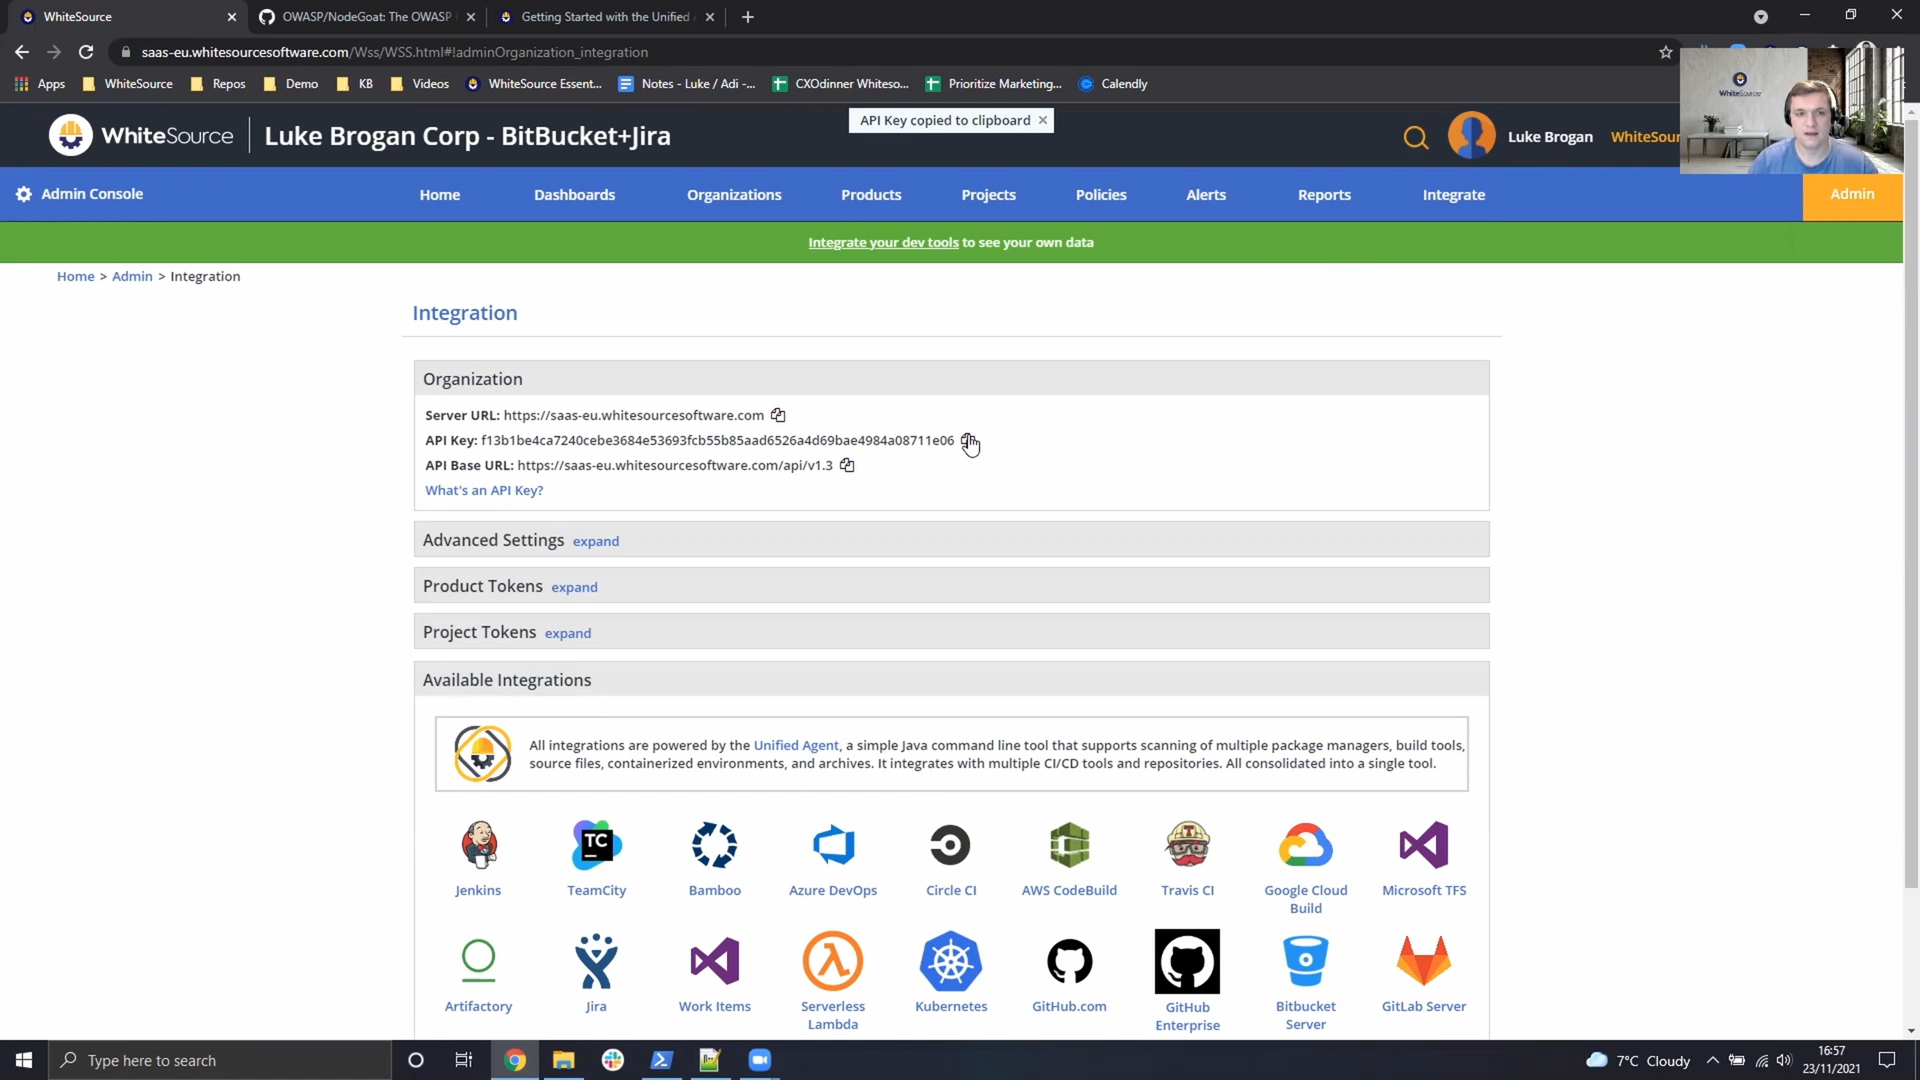 WhiteSource
OWASP/NodeGoat: The OWASP
Getting Started with the Unified
saas-eu.whitesourcesoftware.com/Wss/WSS.html#!adminOrganization_integration
Apps
WhiteSource
Repos
Demo
KB
Videos
WhiteSource Essent...
Notes - Luke / Adi -...
CXOdinner Whiteso...
Prioritize Marketing...
Calendly
WhiteSource
WhiteSource
Luke Brogan Corp - BitBucket+Jira
API Key copied to clipboard
Luke Brogan
WhiteSour
Admin Console
Home
Dashboards
Organizations
Products
Projects
Policies
Alerts
Reports
Integrate
Admin
Integrate your dev tools to see your own data
Home > Admin > Integration
Integration
Organization
Server URL: https://saas-eu.whitesourcesoftware.com
API Key: f13b1be4ca7240cebe3684e53693fcb55b85aad6526a4d69bae4984a08711e06
API Base URL: https://saas-eu.whitesourcesoftware.com/api/v1.3
What's an API Key?
Advanced Settings expand
Product Tokens expand
Project Tokens expand
Available Integrations
All integrations are powered by the Unified Agent, a simple Java command line tool that supports scanning of multiple package managers, build tools,
source files, containerized environments, and archives. It integrates with multiple CI/CD tools and repositories. All consolidated into a single tool.
TC
Jenkins
TeamCity
Bamboo
Azure DevOps
Circle CI
AWS CodeBuild
Travis CI
Google Cloud
Build
Microsoft TFS
Artifactory
Jira
Work Items
Serverless
Lambda
Kubernetes
GitHub.com
GitHub
Enterprise
Bitbucket
Server
GitLab Server
Type here to search
7°C Cloudy
16:57
23/11/2021